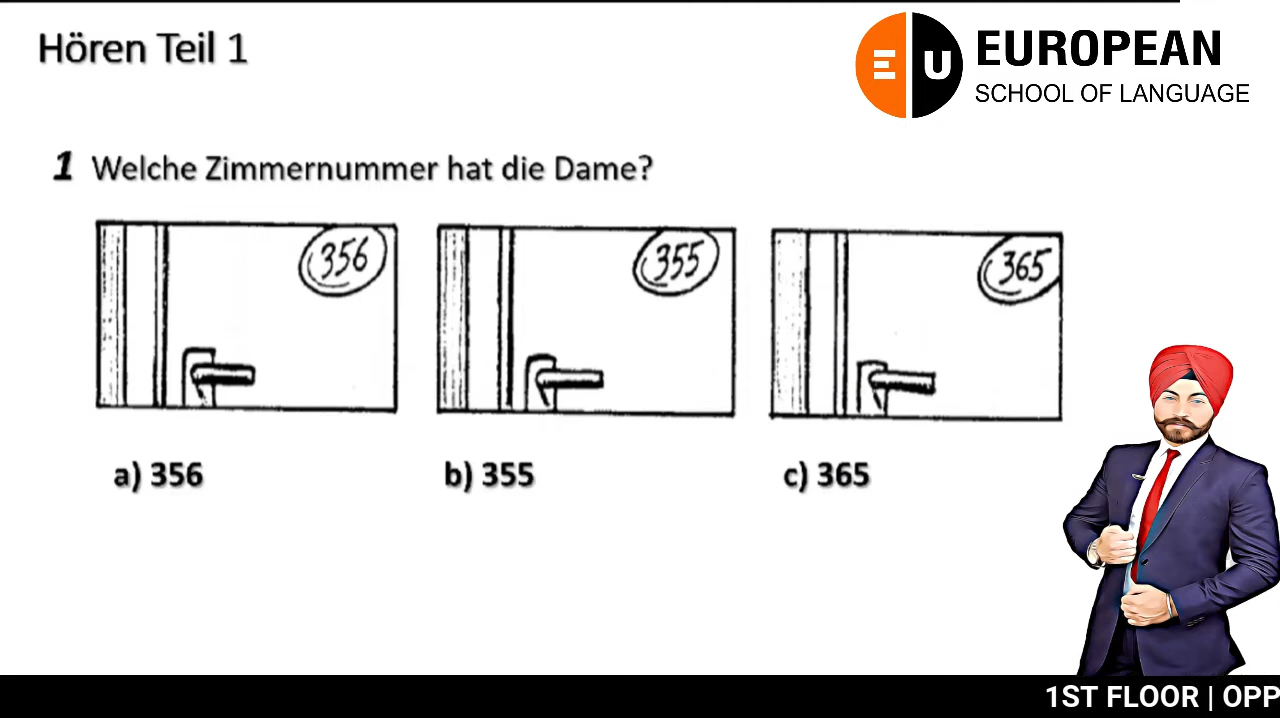 Hören Teil 1
EU
EUROPEAN
SCHOOL OF LANGUAGE
1 Welche Zimmernummer hat die Dame?
356
355
365
a) 356
b) 355
c) 365
1ST FLOOR | OPP